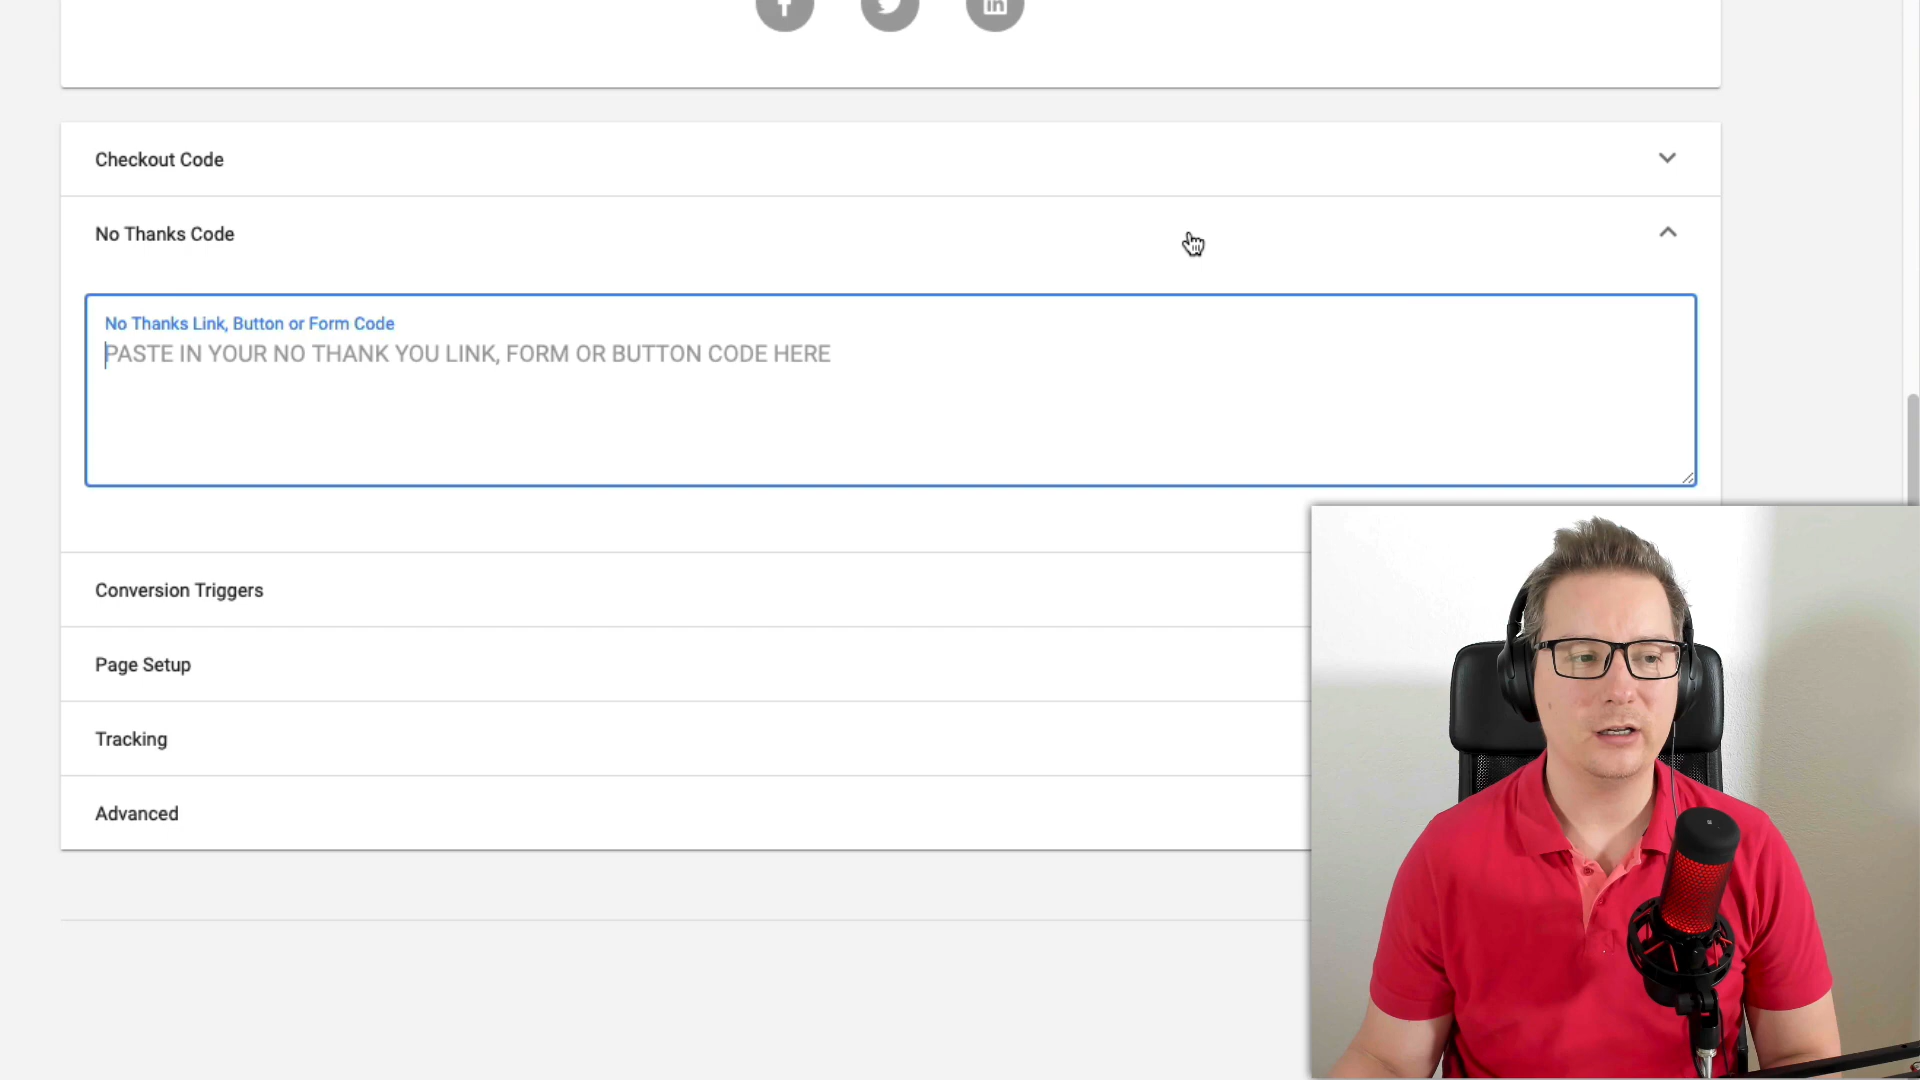 Checkout Code
No Thanks Code
No Thanks Link, Button or Form Code
PASTE IN YOUR NO THANK YOU LINK, FORM OR BUTTON CODE HERE
Conversion Triggers
Page Setup
Tracking
Advanced